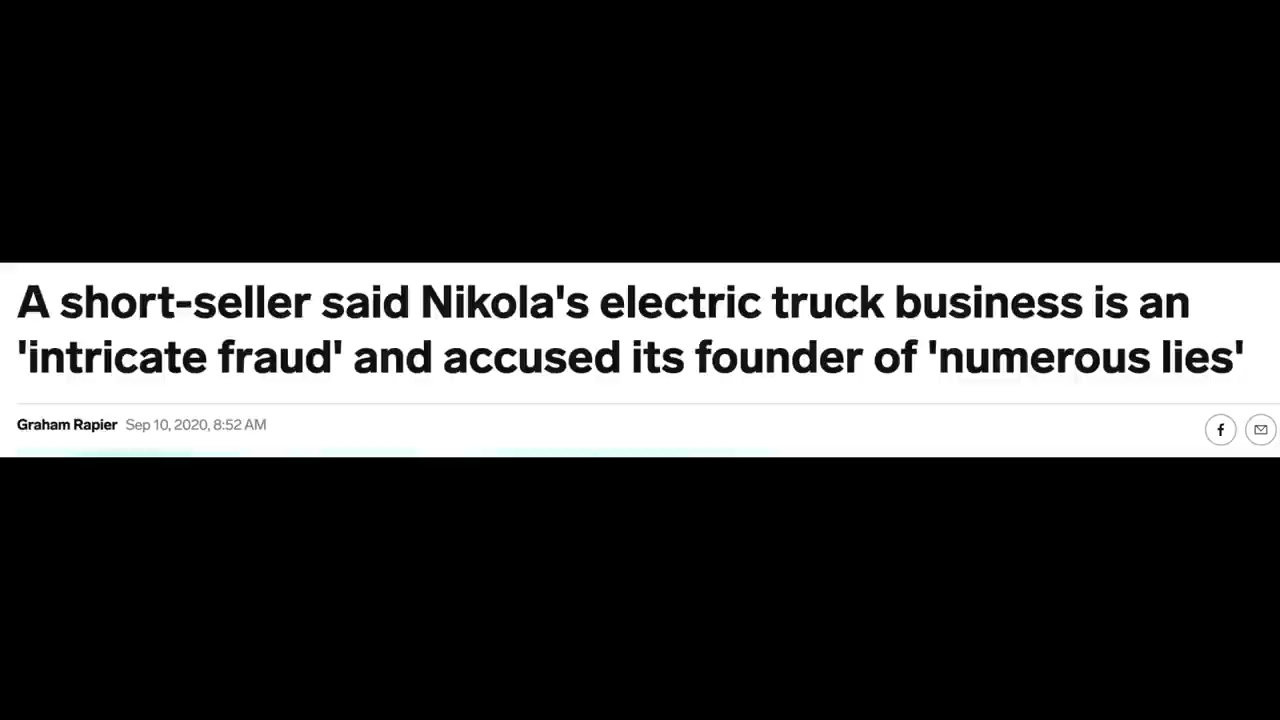 A short-seller said Nikola's electric truck business is an
'intricate fraud' and accused its founder of 'numerous lies'
Graham Rapier Sep 10, 2020, 8:52 AM